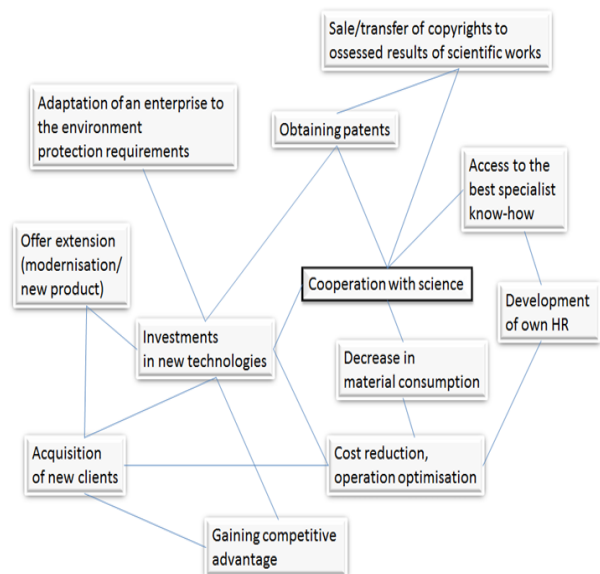 Sale/transfer of copyrights to
ossessed results of scientific works
Adaptation of an enterprise to
the environment
protection requirements
Obtaining patents
Access to the
best specialist
know-how
Offer extension
(modernisation/
new product)
Cooperation with science
Development
of own HR
Investments
in new technologies
Decrease in
material consumption
Acquisition
of new clients
Cost reduction,
operation optimisation
Gaining competitive
advantage